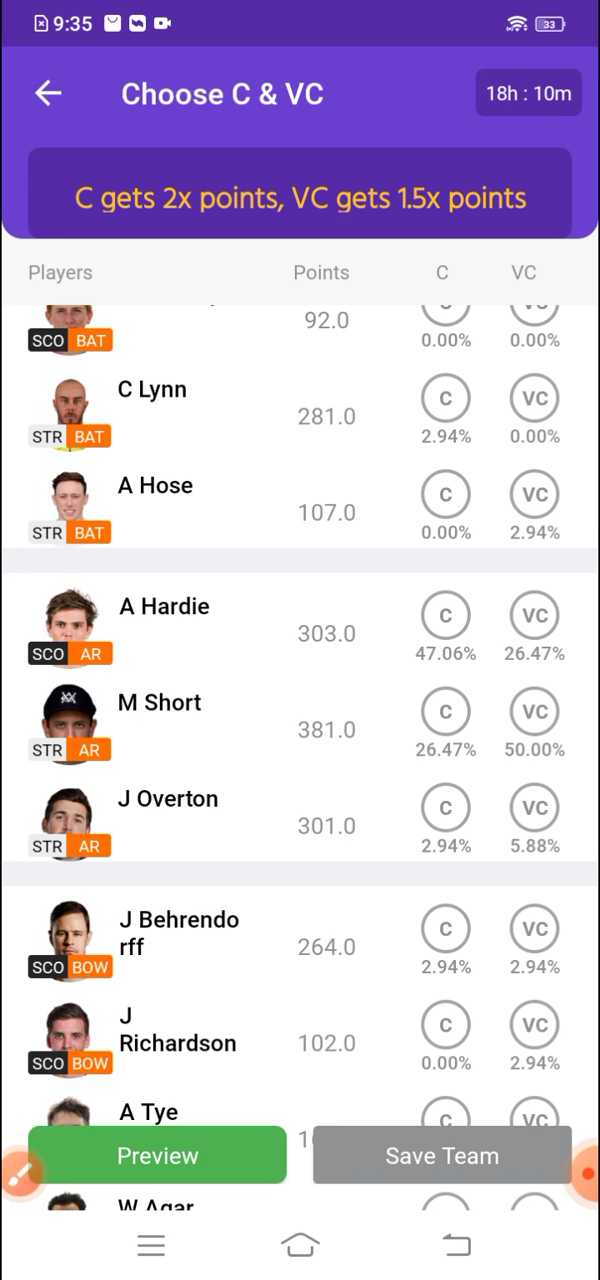 9:35
33
Choose C & VC
18h : 10m
C gets 2x points, VC gets 1.5x points
Players Points C VC
92.0 C VC
SCO BAT 0.00% 0.00%
C Lynn
281.0 C VC
STR BAT 2.94% 0.00%
A Hose
107.0 C VC
STR BAT 0.00% 2.94%
A Hardie
303.0 C VC
SCO AR 47.06% 26.47%
M Short
381.0 C VC
STR AR 26.47% 50.00%
J Overton
301.0 C VC
STR AR 2.94% 5.88%
J Behrendo
rff
264.0 C VC
SCO BOW 2.94% 2.94%
J
Richardson
102.0 C VC
SCO BOW 0.00% 2.94%
A Tye
C VC
Preview Save Team
W Agar